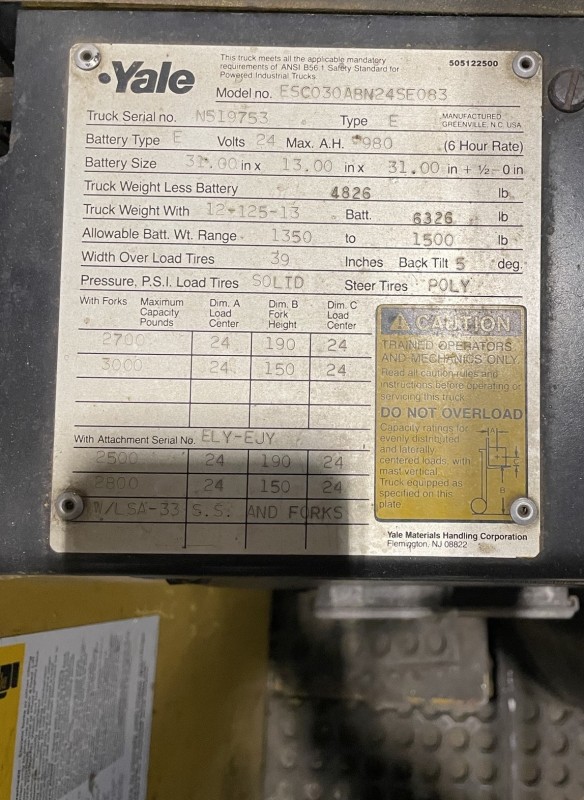 Yale
This truck meets all the applicable mandatory
requirements of ANSI B56.1 Safety Standard for
Powered Industrial Trucks.
505122500
Model no. ESC030ABN24SE083
Truck Serial no. N519753 Type E
MANUFACTURED
GREENVILLE, N.C. USA
Battery Type E Volts 24 Max. A.H. 980 (6 Hour Rate)
Battery Size 31.00 in x 13.00 in x 31.00 in + ½-0 in
Truck Weight Less Battery 4826 lb
Truck Weight With 12-125-13 Batt. 6326 lb
Allowable Batt. Wt. Range 1350 to 1500 lb
Width Over Load Tires 39 Inches Back Tilt 5 deg.
Pressure, P.S.I. Load Tires SOLID Steer Tires POLY
With Forks Maximum Capacity Pounds Dim. A Load Center Dim. B Fork Height Dim. C Load Center
2700 24 190 24
3000 24 150 24
With Attachment Serial No. ELY-EJY
2500 24 190 24
2800 24 150 24
W/LSA-33 S.S. AND FORKS
CAUTION
TRAINED OPERATORS
AND MECHANICS ONLY
Read all caution rules and
instructions before operating or
servicing this truck.
DO NOT OVERLOAD
Capacity ratings for
evenly distributed
and laterally
centered loads, with
mast vertical.
Truck equipped as
specified on this
plate.
A
C
B
Yale Materials Handling Corporation
Flemington, NJ 08822